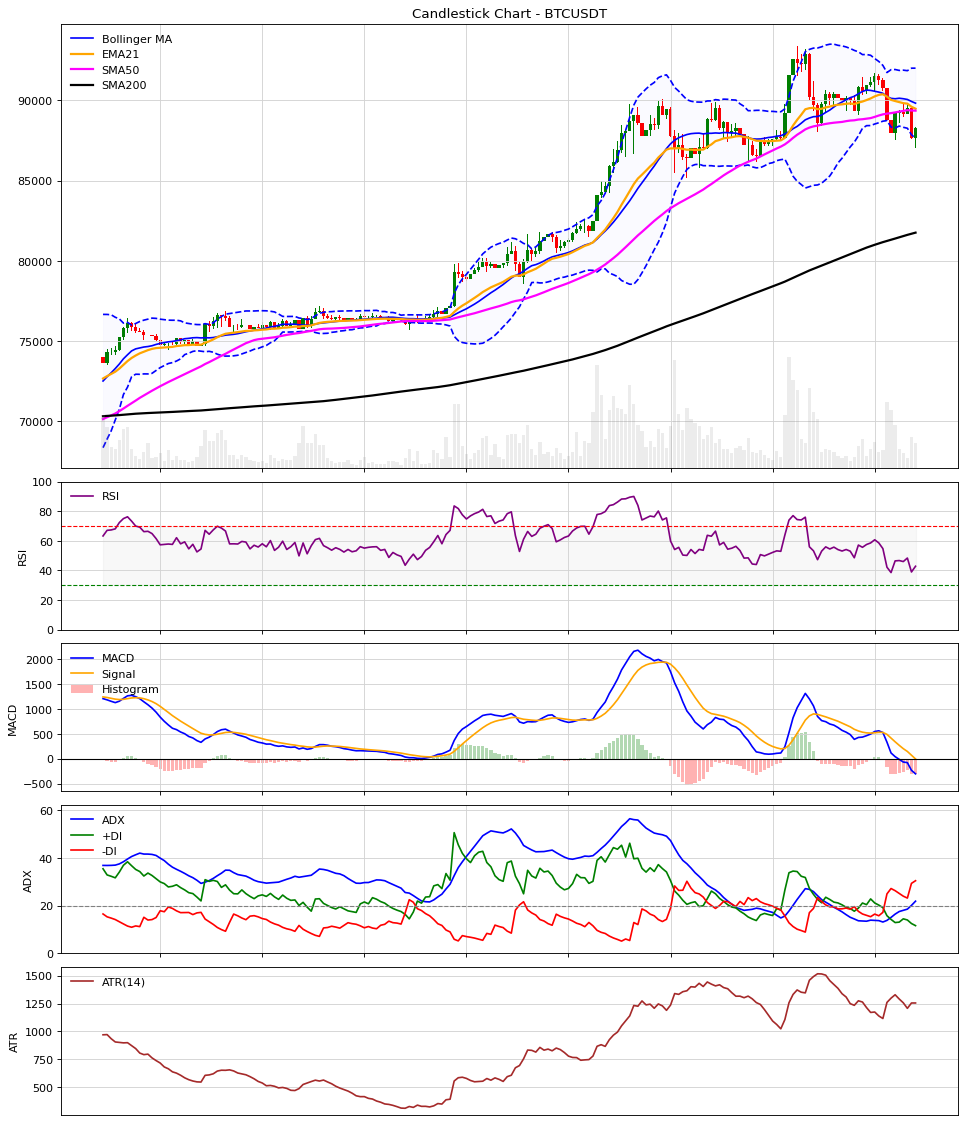 Candlestick Chart - BTCUSDT
Bollinger MA
EMA21
SMA50
SMA200
90000
85000
80000
75000
70000
RSI
100
80
60
40
20
0
RSI
MACD
Signal
Histogram
2000
1500
1000
500
0
−500
MACD
ADX
+DI
-DI
60
40
20
0
ADX
ATR(14)
1500
1250
1000
750
500
ATR